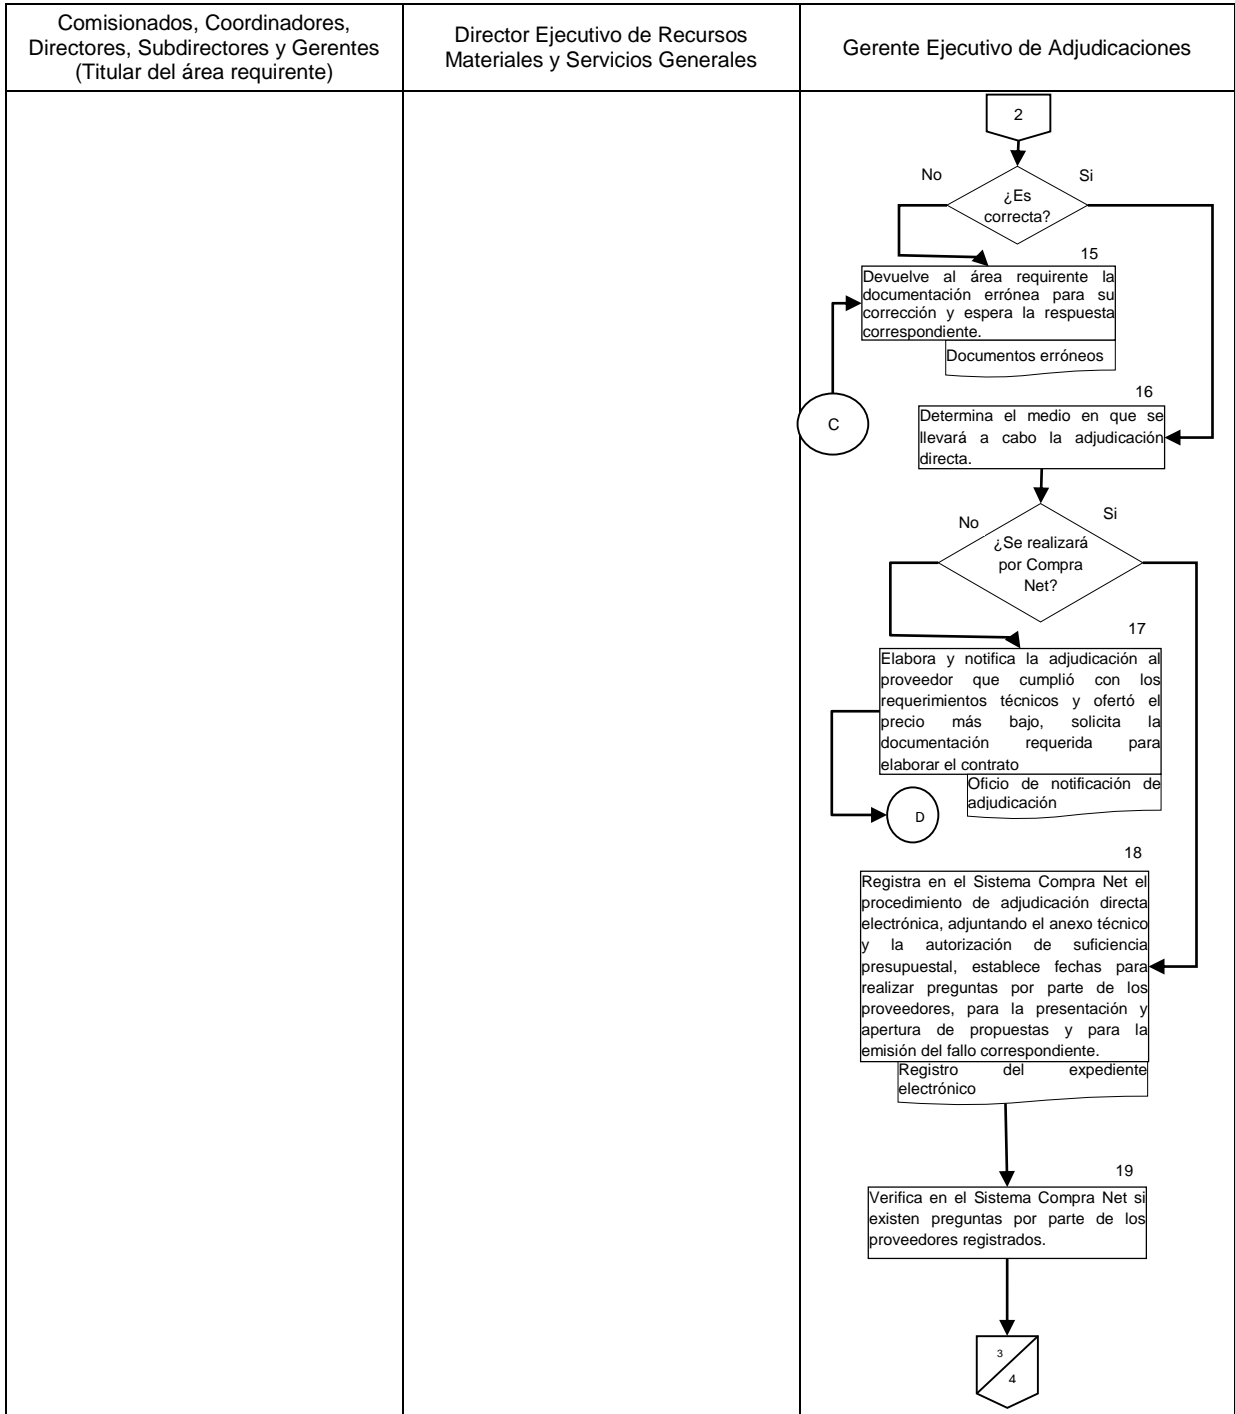 Comisionados, Coordinadores,
Directores, Subdirectores y Gerentes
(Titular del área requirente)
Director Ejecutivo de Recursos
Materiales y Servicios Generales
Gerente Ejecutivo de Adjudicaciones
2
No
Si
¿Es
correcta?
15
Devuelve al área requirente la
documentación errónea para su
corrección y espera la respuesta
correspondiente.
Documentos erróneos
C
16
Determina el medio en que se
llevará a cabo la adjudicación
directa.
No
Si
¿Se realizará
por Compra
Net?
17
Elabora y notifica la adjudicación al
proveedor que cumplió con los
requerimientos técnicos y ofertó el
precio más bajo, solicita la
documentación requerida para
elaborar el contrato
Oficio de notificación de
adjudicación
D
18
Registra en el Sistema Compra Net el
procedimiento de adjudicación directa
electrónica, adjuntando el anexo técnico
y la autorización de suficiencia
presupuestal, establece fechas para
realizar preguntas por parte de los
proveedores, para la presentación y
apertura de propuestas y para la
emisión del fallo correspondiente.
Registro del expediente
electrónico
19
Verifica en el Sistema Compra Net si
existen preguntas por parte de los
proveedores registrados.
3
4